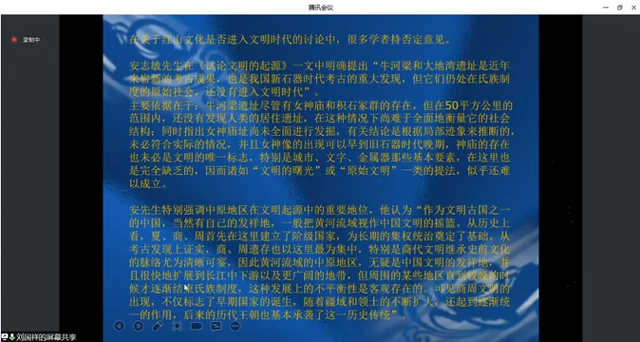 腾讯会议
录制中
在关于红山文化是否进入文明时代的讨论中，很多学者持否定意见。
安志敏先生在《试论文明的起源》一文中明确提出“牛河梁和大地湾遗址是近年
来崭新的考古成果，也是我国新石器时代考古的重大发现，但它们仍处在氏族制
度的原始社会，还没有进入文明时代”。
主要依据在于：牛河梁遗址尽管有女神庙和积石冢群的存在，但在50平方公里的
范围内，还没有发现人类的居住遗址，在这种情况下尚难于全面地衡量它的社会
结构；同时指出女神庙址尚未全面进行发掘，有关结论是根据局部迹象来推断的，
未必符合实际的情况，并且女神像的出现可以早到旧石器时代晚期，神庙的存在
也未必是文明的唯一标志，特别是城市、文字、金属器那些基本要素，在这里也
是完全缺乏的，因而诸如“文明的曙光”或“原始文明”一类的提法，似乎还难
以成立。
安先生特别强调中原地区在文明起源中的重要地位，他认为“作为文明古国之一
的中国，当然有自己的发祥地，一般把黄河流域视作中国文明的摇篮。从历史上
看，夏、商、周首先在这里建立了阶级国家，为长期的集权统治奠定了基础。从
考古发现上证实，商、周遗存也以这里最为集中，特别是商代文明继承史前文化
的脉络尤为清晰可鉴，因此黄河流域的中原地区，无疑是中国文明的发祥地，并
且很快地扩展到长江中下游以及更广阔的地带，但周围的某些地区直到较晚的时
候才逐渐结束氏族制度，这种发展上的不平衡性是客观存在的。可见商周文明的
出现，不仅标志了早期国家的诞生，随着疆域和领土的不断扩大，还起到逐渐统
一的作用，后来的历代王朝也基本承袭了这一历史传统”
刘国祥的屏幕共享